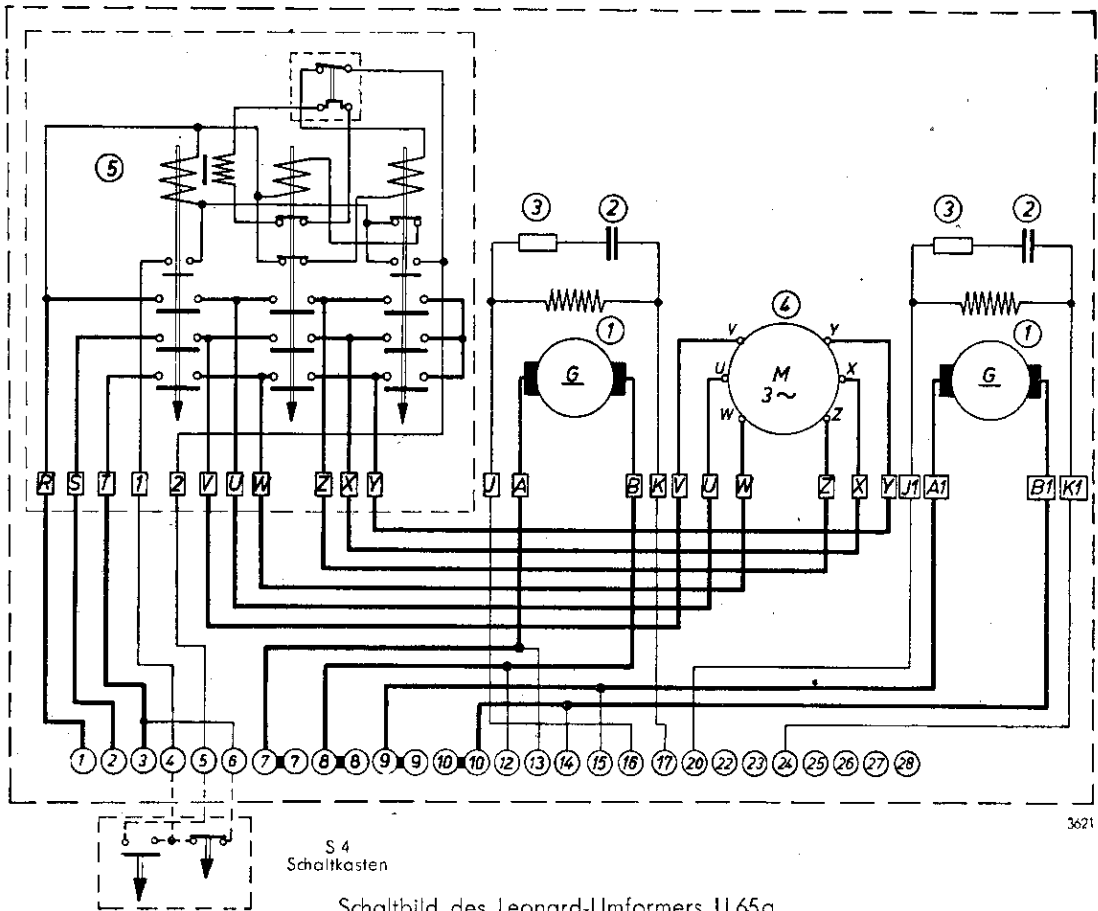 5
3 2
3 2
1
4
1
G
V Y
U M X
3~
W Z
G
R S T 1 2 V U W Z X Y J A B K V U W Z X Y J1 A1 B1 K1
1 2 3 4 5 6 7 7 8 8 9 9 10 10 12 13 14 15 16 17 20 22 23 24 25 26 27 28
3621
S 4
Schaltkasten
Schaltbild des Leonard-Umformers U 65a